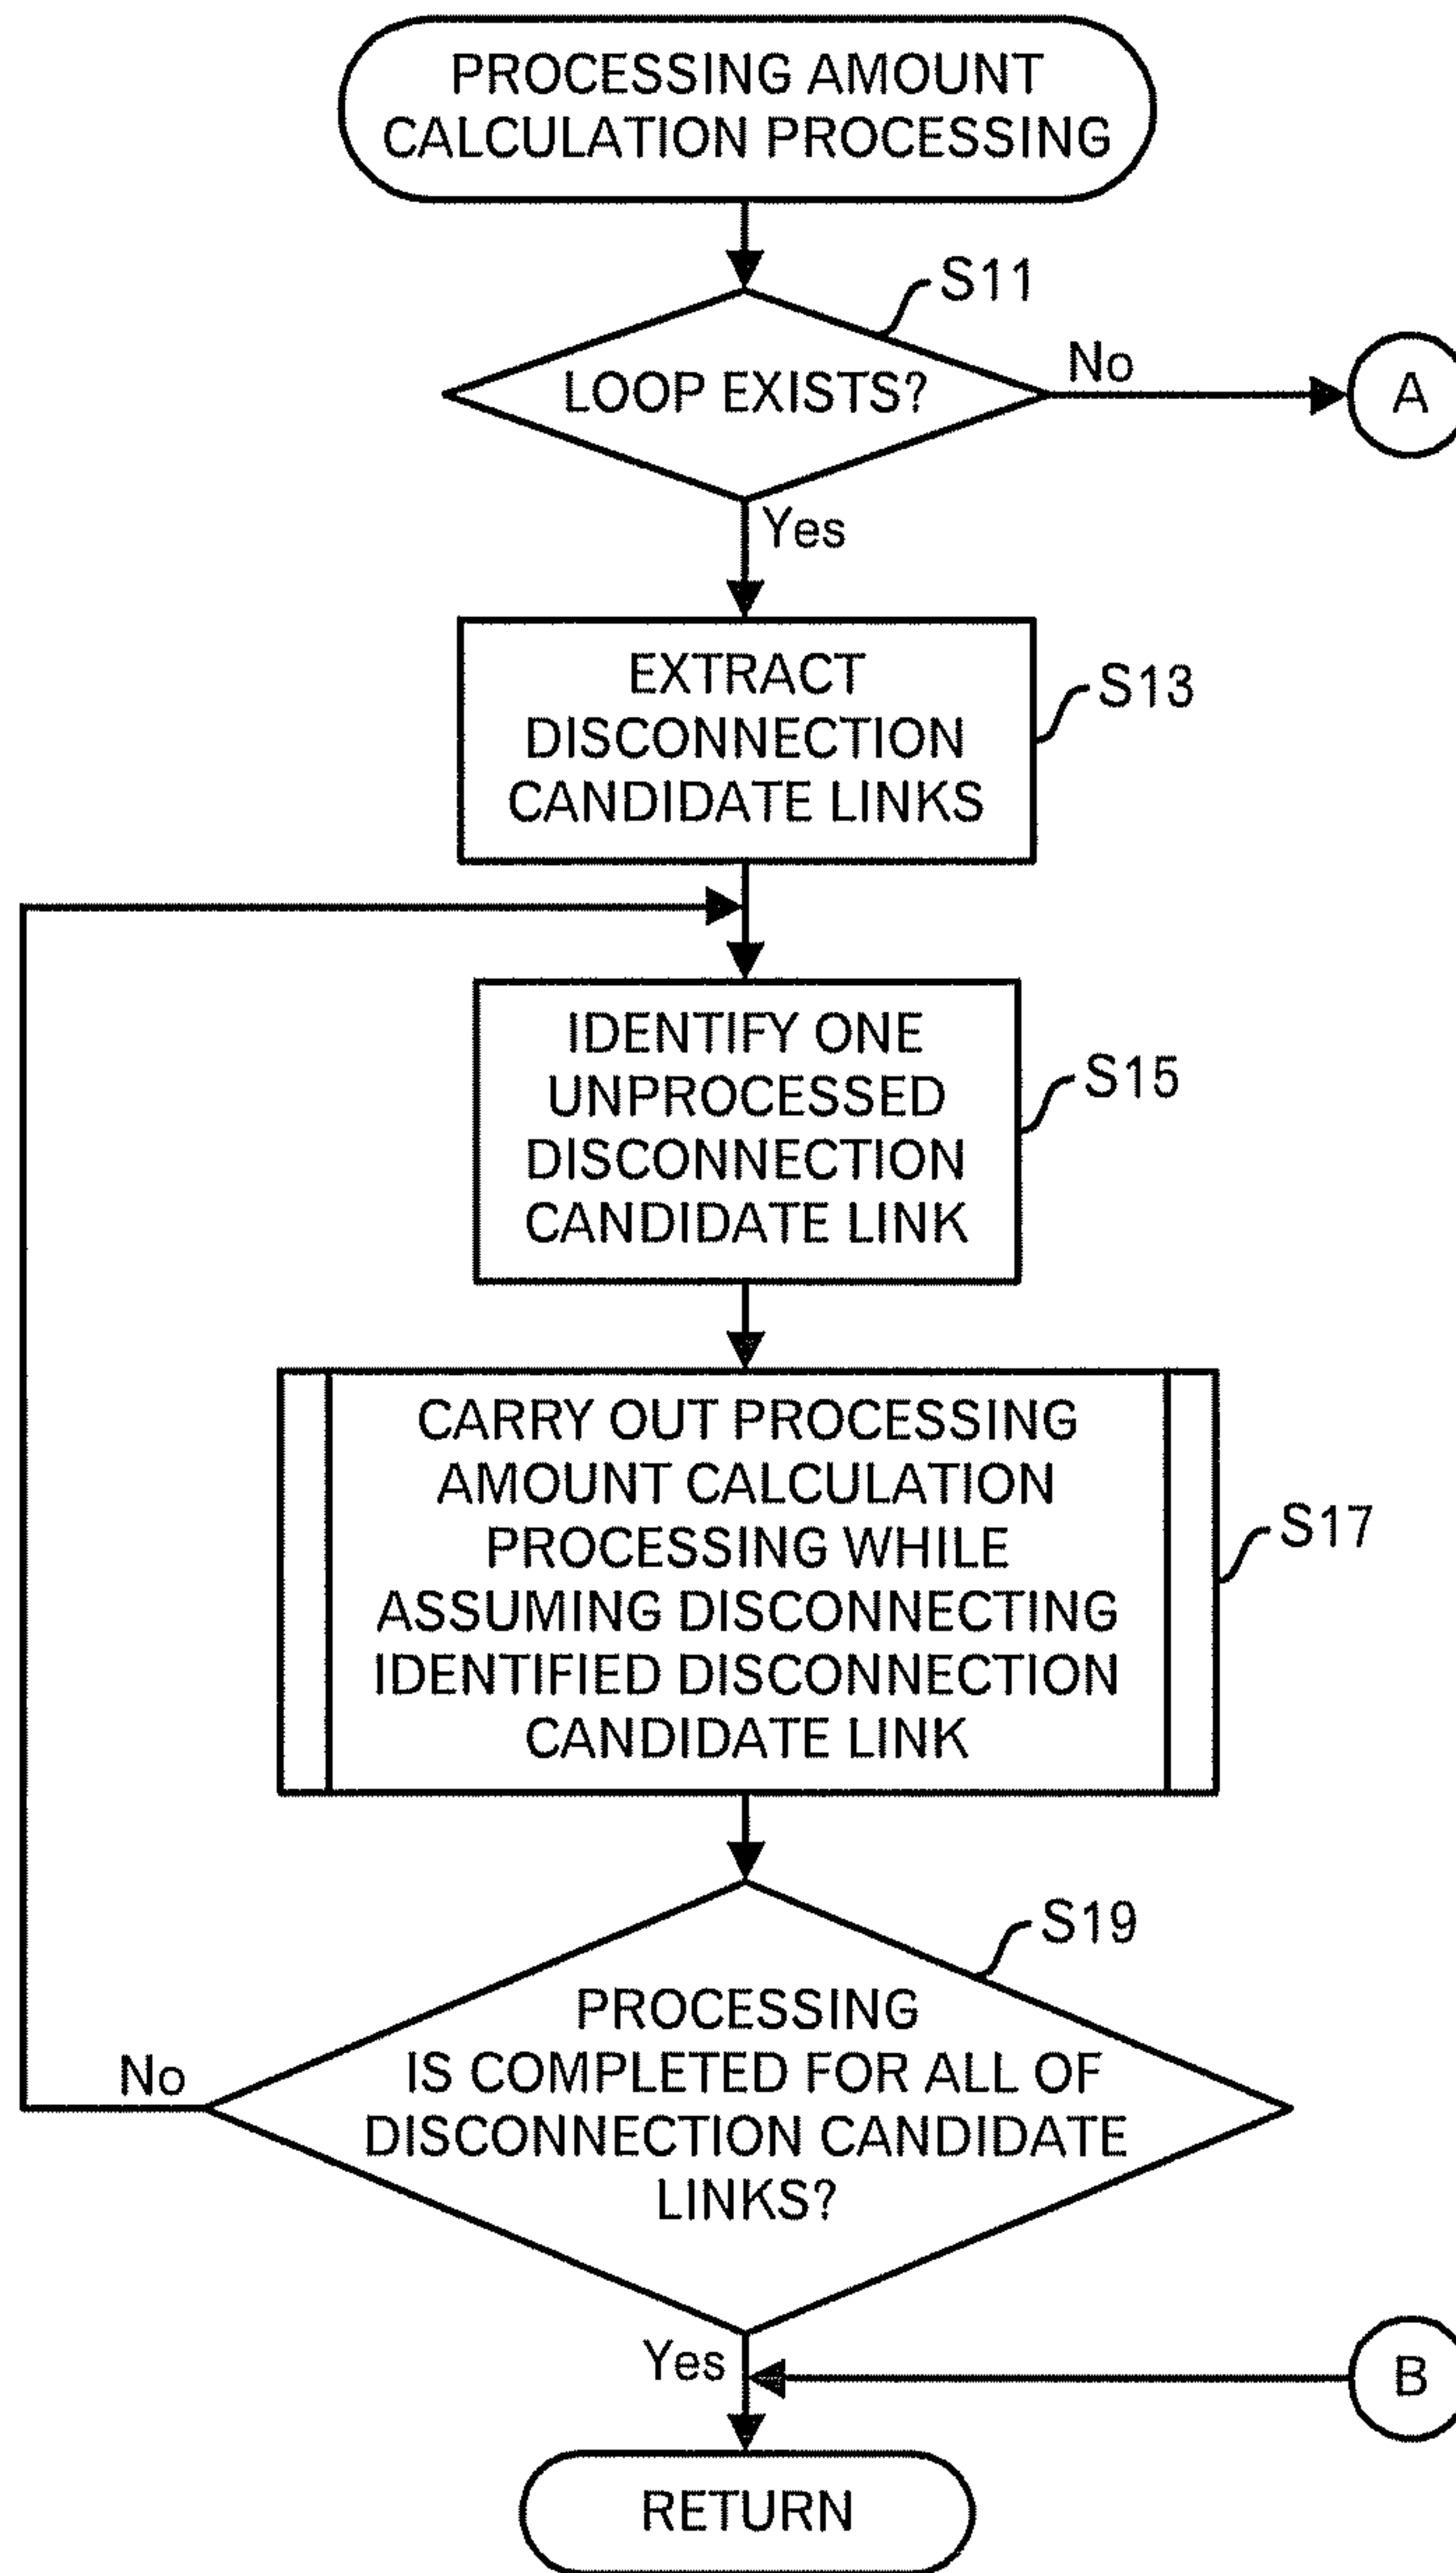 PROCESSING AMOUNT
CALCULATION PROCESSING
S11
LOOP EXISTS?
No
A
Yes
EXTRACT
DISCONNECTION
CANDIDATE LINKS
S13
IDENTIFY ONE
UNPROCESSED
DISCONNECTION
CANDIDATE LINK
S15
CARRY OUT PROCESSING
AMOUNT CALCULATION
PROCESSING WHILE
ASSUMING DISCONNECTING
IDENTIFIED DISCONNECTION
CANDIDATE LINK
S17
S19
PROCESSING
IS COMPLETED FOR ALL OF
DISCONNECTION CANDIDATE
LINKS?
No
Yes
B
RETURN